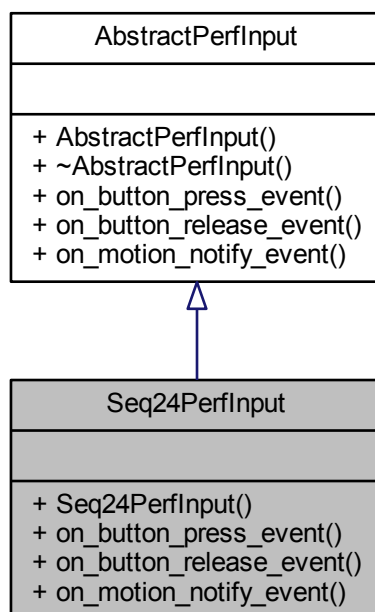 AbstractPerfInput
+ AbstractPerfInput()
+ ~AbstractPerfInput()
+ on_button_press_event()
+ on_button_release_event()
+ on_motion_notify_event()
Seq24PerfInput
+ Seq24PerfInput()
+ on_button_press_event()
+ on_button_release_event()
+ on_motion_notify_event()